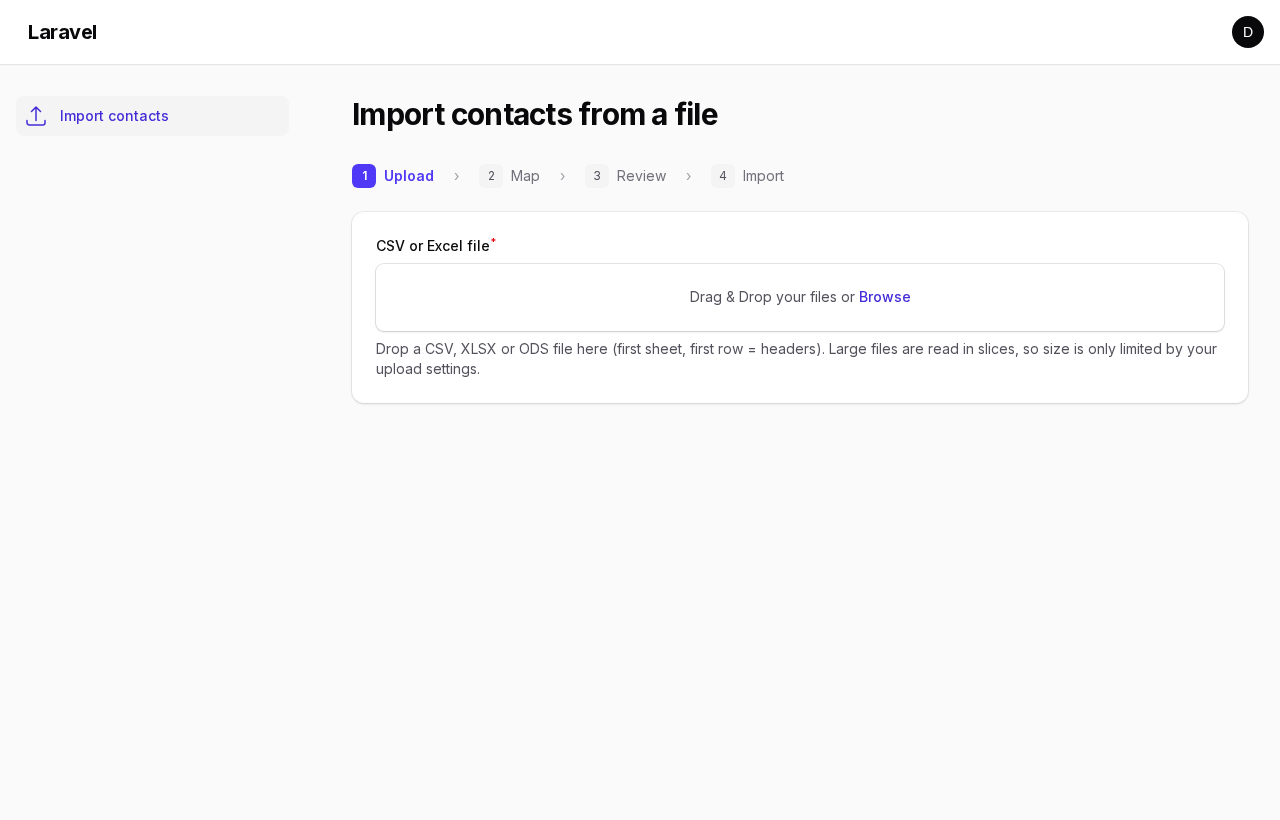 Laravel
D
Import contacts
Import contacts from a file
1 Upload › 2 Map › 3 Review › 4 Import
CSV or Excel file*
Drag & Drop your files or Browse
Drop a CSV, XLSX or ODS file here (first sheet, first row = headers). Large files are read in slices, so size is only limited by your
upload settings.